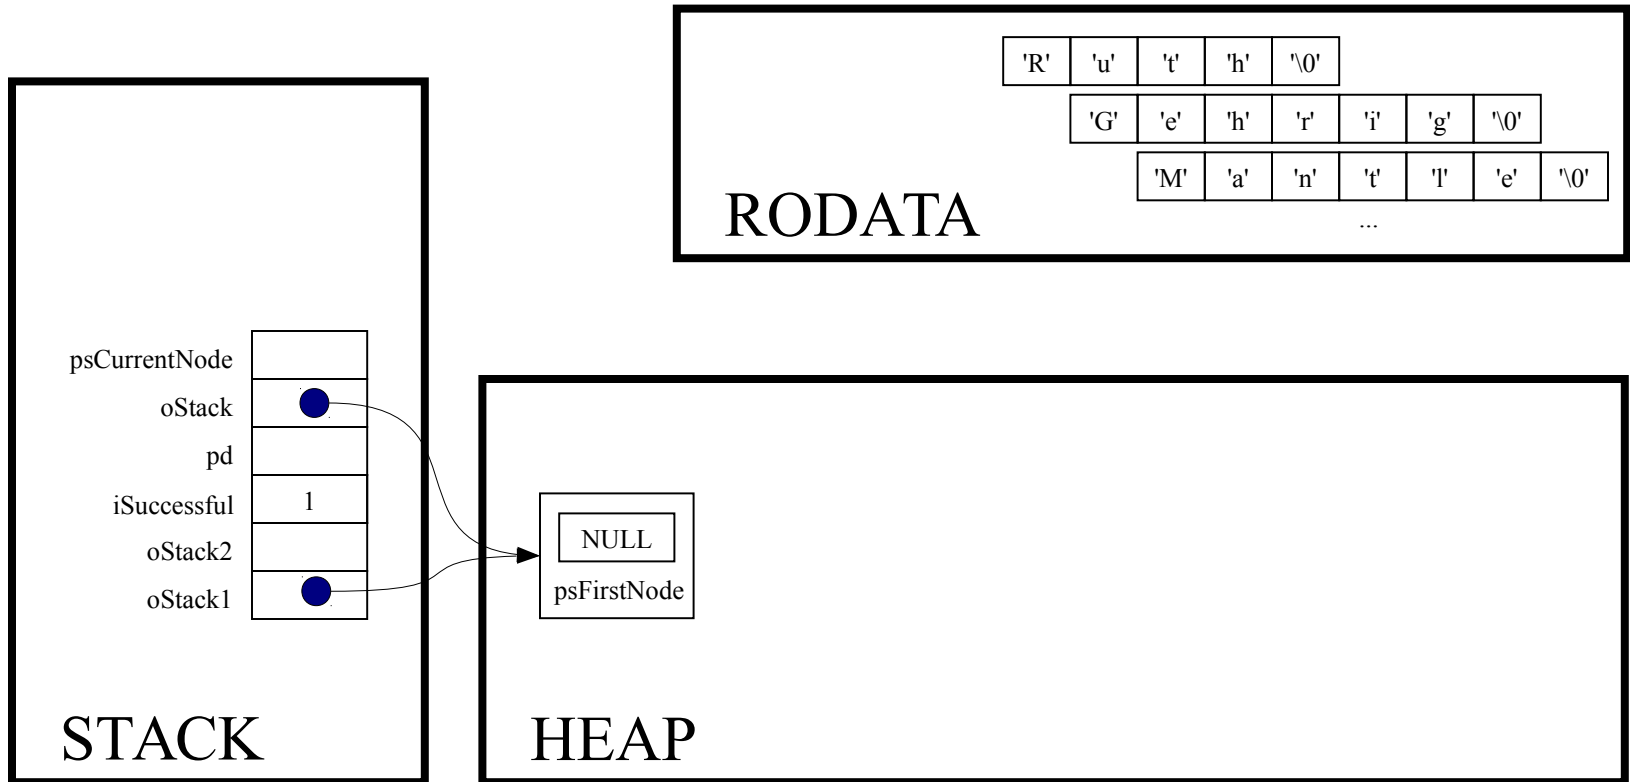 'R' 'u' 't' 'h' '\0'
'G' 'e' 'h' 'r' 'i' 'g' '\0'
'M' 'a' 'n' 't' 'l' 'e' '\0'
...
RODATA
psCurrentNode
oStack
pd
iSuccessful 1
oStack2
oStack1
STACK
NULL
psFirstNode
HEAP